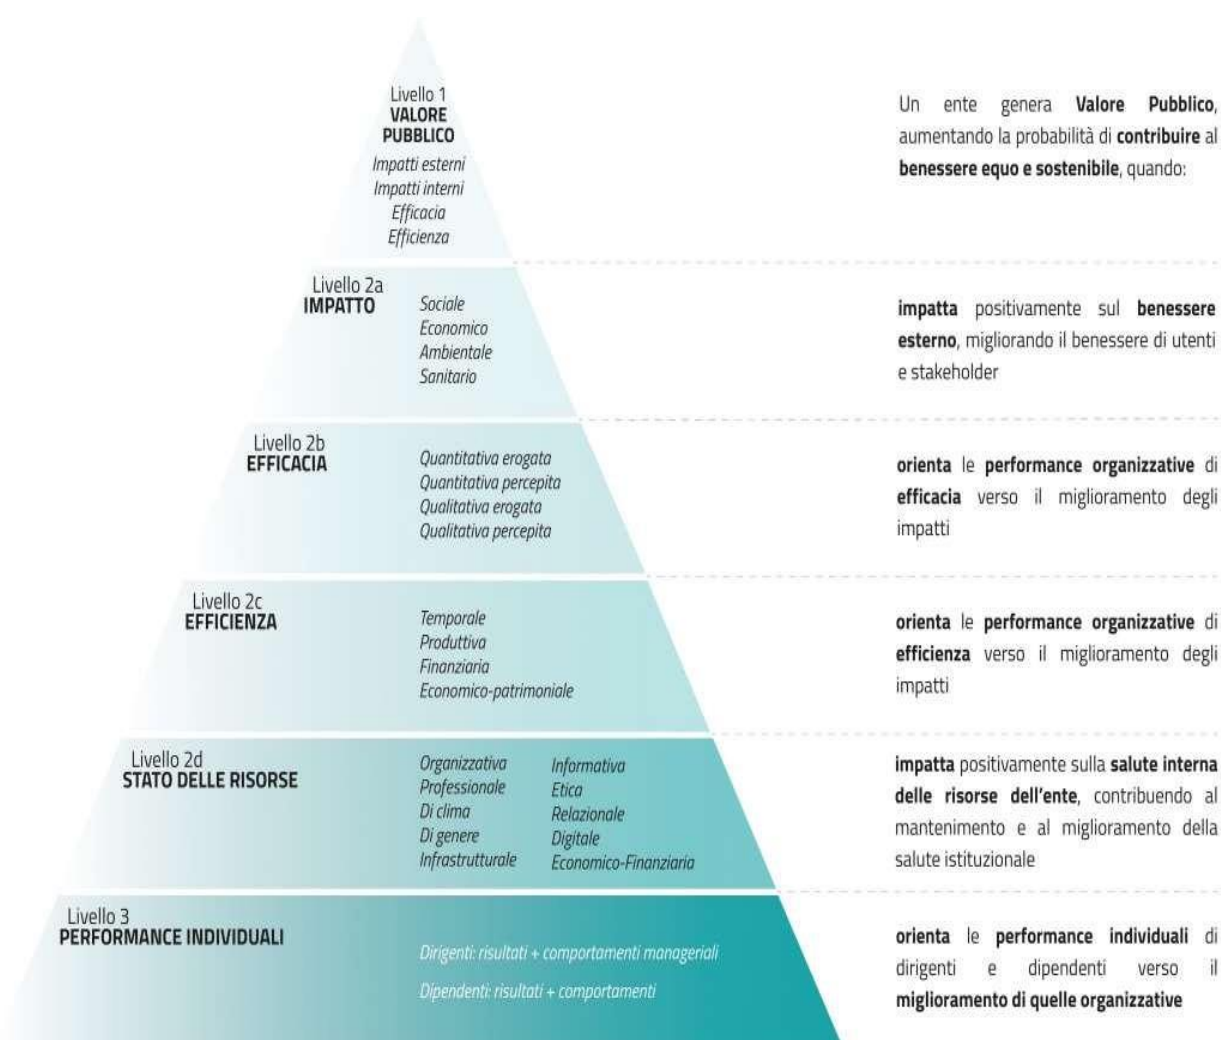 Livello 1
VALORE
PUBBLICO
Impatti esterni
Impatti interni
Efficacia
Efficienza
Un ente genera Valore Pubblico,
aumentando la probabilità di contribuire al
benessere equo e sostenibile, quando:
Livello 2a
IMPATTO
Sociale
Economico
Ambientale
Sanitario
impatta positivamente sul benessere
esterno, migliorando il benessere di utenti
e stakeholder
Livello 2b
EFFICACIA
Quantitativa erogata
Quantitativa percepita
Qualitativa erogata
Qualitativa percepita
orienta le performance organizzative di
efficacia verso il miglioramento degli
impatti
Livello 2c
EFFICIENZA
Temporale
Produttiva
Finanziaria
Economico-patrimoniale
orienta le performance organizzative di
efficienza verso il miglioramento degli
impatti
Livello 2d
STATO DELLE RISORSE
Organizzativa
Professionale
Di clima
Di genere
Infrastrutturale
Informativa
Etica
Relazionale
Digitale
Economico-Finanziaria
impatta positivamente sulla salute interna
delle risorse dell'ente, contribuendo al
mantenimento e al miglioramento della
salute istituzionale
Livello 3
PERFORMANCE INDIVIDUALI
Dirigenti: risultati + comportamenti manageriali
Dipendenti: risultati + comportamenti
orienta le performance individuali di
dirigenti e dipendenti verso il
miglioramento di quelle organizzative